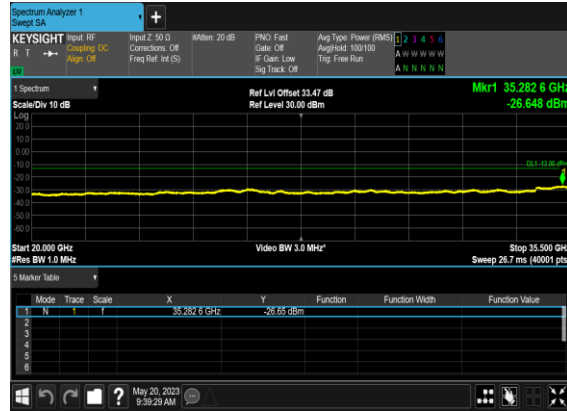 Spectrum Analyzer 1
Swept SA
+
KEYSIGHT Input: RF Input Z: 50 Ω #Atten: 20 dB PNO: Fast Avg Type: Power (RMS) 1 2 3 4 5 6
R T Coupling: DC Corrections: Off Gate: Off Avg|Hold: 100/100 A W W W W W
Align: Off Freq Ref: Int (S) IF Gain: Low Trig: Free Run
Sig Track: Off A N N N N N
1 Spectrum Ref Lvl Offset 33.47 dB Mkr1 35.282 6 GHz
Scale/Div 10 dB Ref Level 30.00 dBm -26.648 dBm
Log
20.0
10.0
0.00
-10.0
DL1 -13.00 dBm
-20.0
-30.0
-40.0
-50.0
-60.0
Start 20.000 GHz Video BW 3.0 MHz* Stop 35.500 GHz
#Res BW 1.0 MHz Sweep 26.7 ms (40001 pts)
5 Marker Table
Mode Trace Scale X Y Function Function Width Function Value
1 N 1 f 35.282 6 GHz -26.65 dBm
2
3
4
5
6
? May 20, 2023
9:39:29 AM